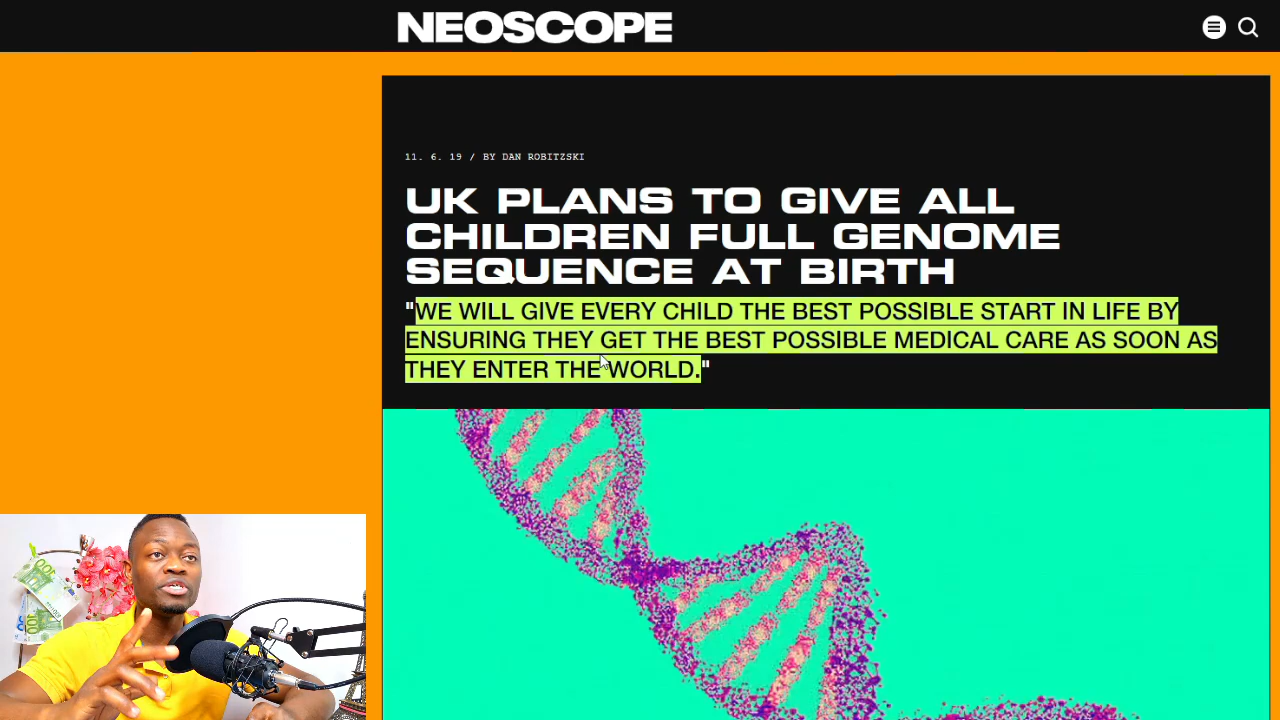 NEOSCOPE
11. 6. 19 / BY DAN ROBITZSKI
UK PLANS TO GIVE ALL
CHILDREN FULL GENOME
SEQUENCE AT BIRTH
"WE WILL GIVE EVERY CHILD THE BEST POSSIBLE START IN LIFE BY
ENSURING THEY GET THE BEST POSSIBLE MEDICAL CARE AS SOON AS
THEY ENTER THE WORLD."
100
100